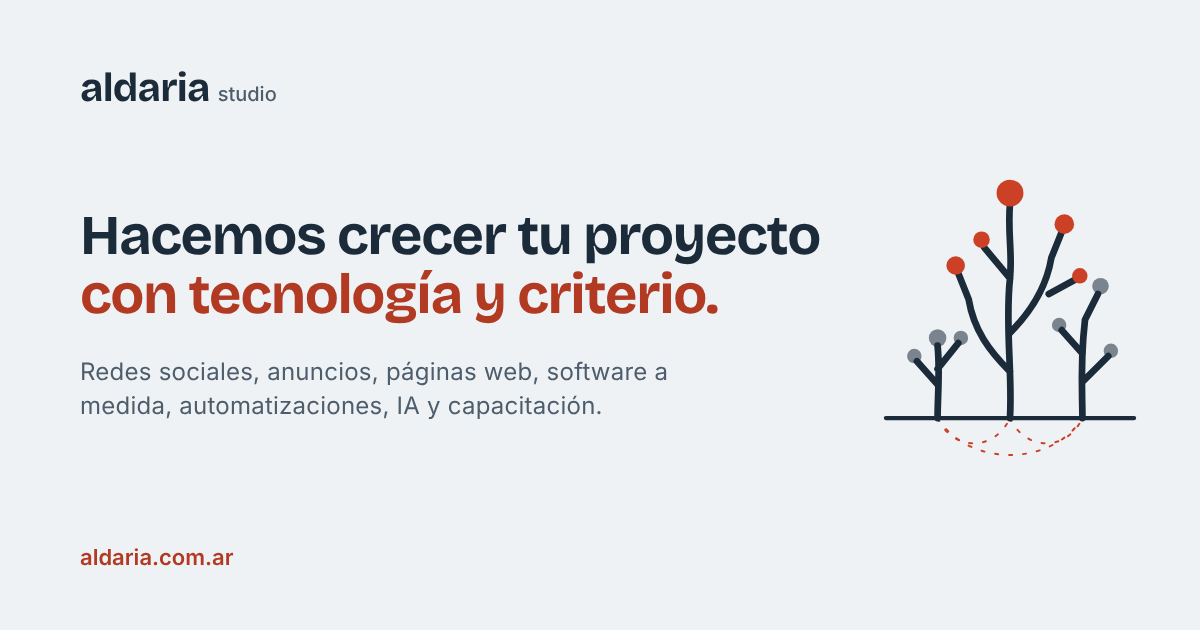 aldaria studio
Hacemos crecer tu proyecto
con tecnología y criterio.
Redes sociales, anuncios, páginas web, software a
medida, automatizaciones, IA y capacitación.
aldaria.com.ar